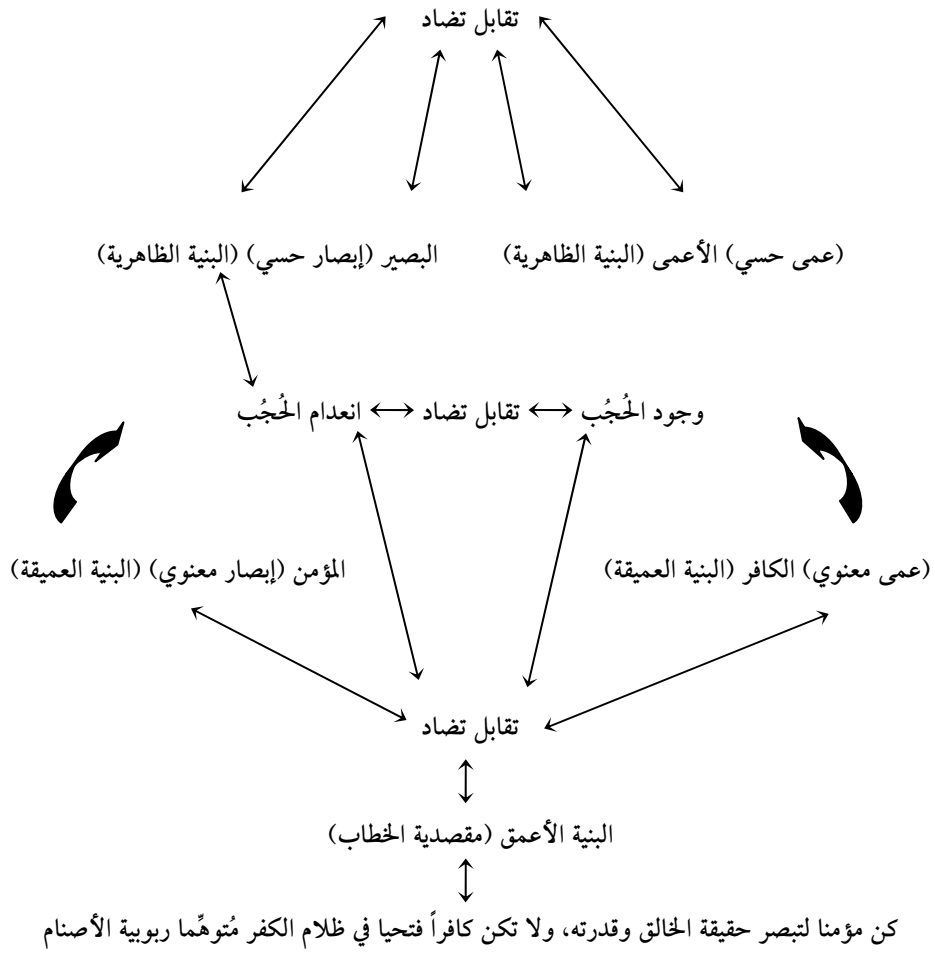 تقابل تضاد
(عمى حسي) الأعمى (البنية الظاهرية) البصير (إبصار حسي) (البنية الظاهرية)
وجود الحُجُب تقابل تضاد انعدام الحُجُب
(عمى معنوي) الكافر (البنية العميقة) المؤمن (إبصار معنوي) (البنية العميقة)
تقابل تضاد
البنية الأعمق (مقصدية الخطاب)
كن مؤمنا لتبصر حقيقة الخالق وقدرته، ولا تكن كافراً فتحيا في ظلام الكفر مُتوهِّما ربوبية الأصنام